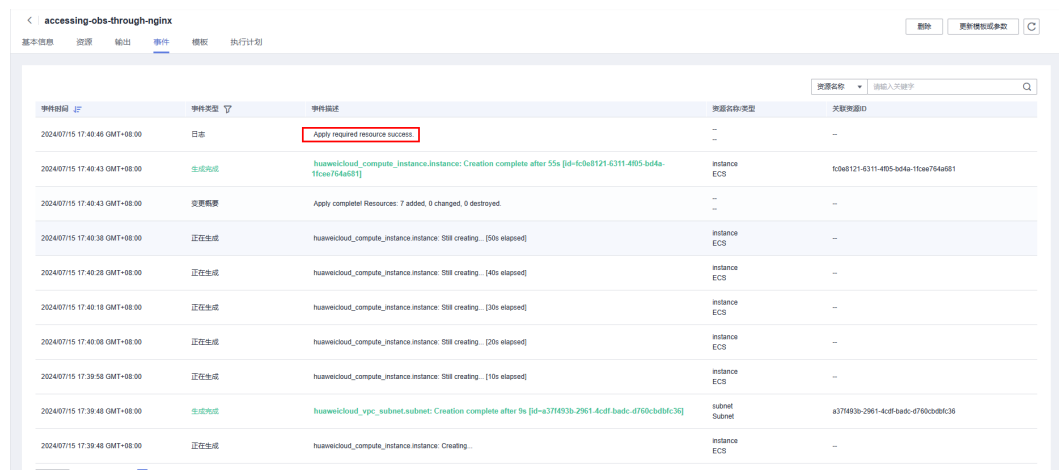 accessing-obs-through-nginx
删除
更新模板或参数
基本信息 资源 输出 事件 模板 执行计划
资源名称 请输入关键字
事件时间 事件类型 事件描述 资源名称/类型 关联资源ID
2024/07/15 17:40:46 GMT+08:00 日志 Apply required resource success. -- --
--
2024/07/15 17:40:43 GMT+08:00 生成完成 huaweicloud_compute_instance.instance: Creation complete after 55s [id=fc0e8121-6311-4f05-bd4a-1fcee764a681] instance fc0e8121-6311-4f05-bd4a-1fcee764a681
ECS
2024/07/15 17:40:43 GMT+08:00 变更概要 Apply complete! Resources: 7 added, 0 changed, 0 destroyed. -- --
--
2024/07/15 17:40:38 GMT+08:00 正在生成 huaweicloud_compute_instance.instance: Still creating... [50s elapsed] instance --
ECS
2024/07/15 17:40:28 GMT+08:00 正在生成 huaweicloud_compute_instance.instance: Still creating... [40s elapsed] instance --
ECS
2024/07/15 17:40:18 GMT+08:00 正在生成 huaweicloud_compute_instance.instance: Still creating... [30s elapsed] instance --
ECS
2024/07/15 17:40:08 GMT+08:00 正在生成 huaweicloud_compute_instance.instance: Still creating... [20s elapsed] instance --
ECS
2024/07/15 17:39:58 GMT+08:00 正在生成 huaweicloud_compute_instance.instance: Still creating... [10s elapsed] instance --
ECS
2024/07/15 17:39:48 GMT+08:00 生成完成 huaweicloud_vpc_subnet.subnet: Creation complete after 9s [id=a37f493b-2961-4cdf-badc-d760cbdbfc36] subnet a37f493b-2961-4cdf-badc-d760cbdbfc36
Subnet
2024/07/15 17:39:48 GMT+08:00 正在生成 huaweicloud_compute_instance.instance: Creating... instance --
ECS